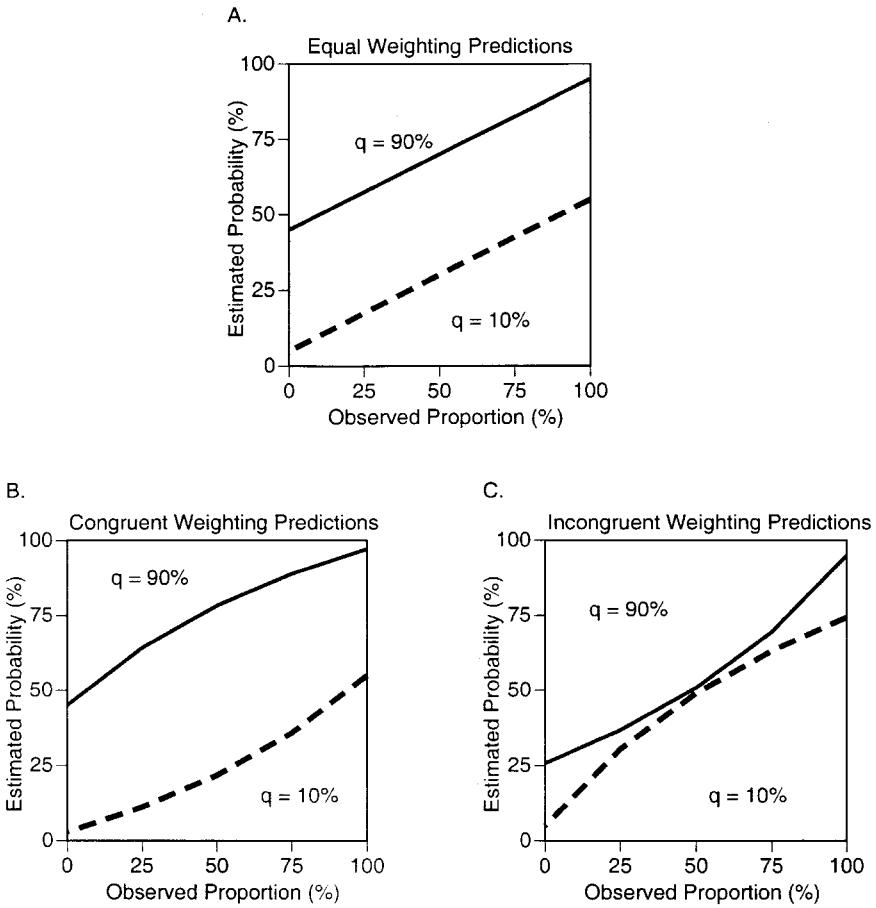 A.
Equal Weighting Predictions
100
75
50
25
0
Estimated Probability (%)
q = 90%
q = 10%
0 25 50 75 100
Observed Proportion (%)
B.
Congruent Weighting Predictions
100
75
50
25
0
Estimated Probability (%)
q = 90%
q = 10%
0 25 50 75 100
Observed Proportion (%)
C.
Incongruent Weighting Predictions
100
75
50
25
0
Estimated Probability (%)
q = 90%
q = 10%
0 25 50 75 100
Observed Proportion (%)